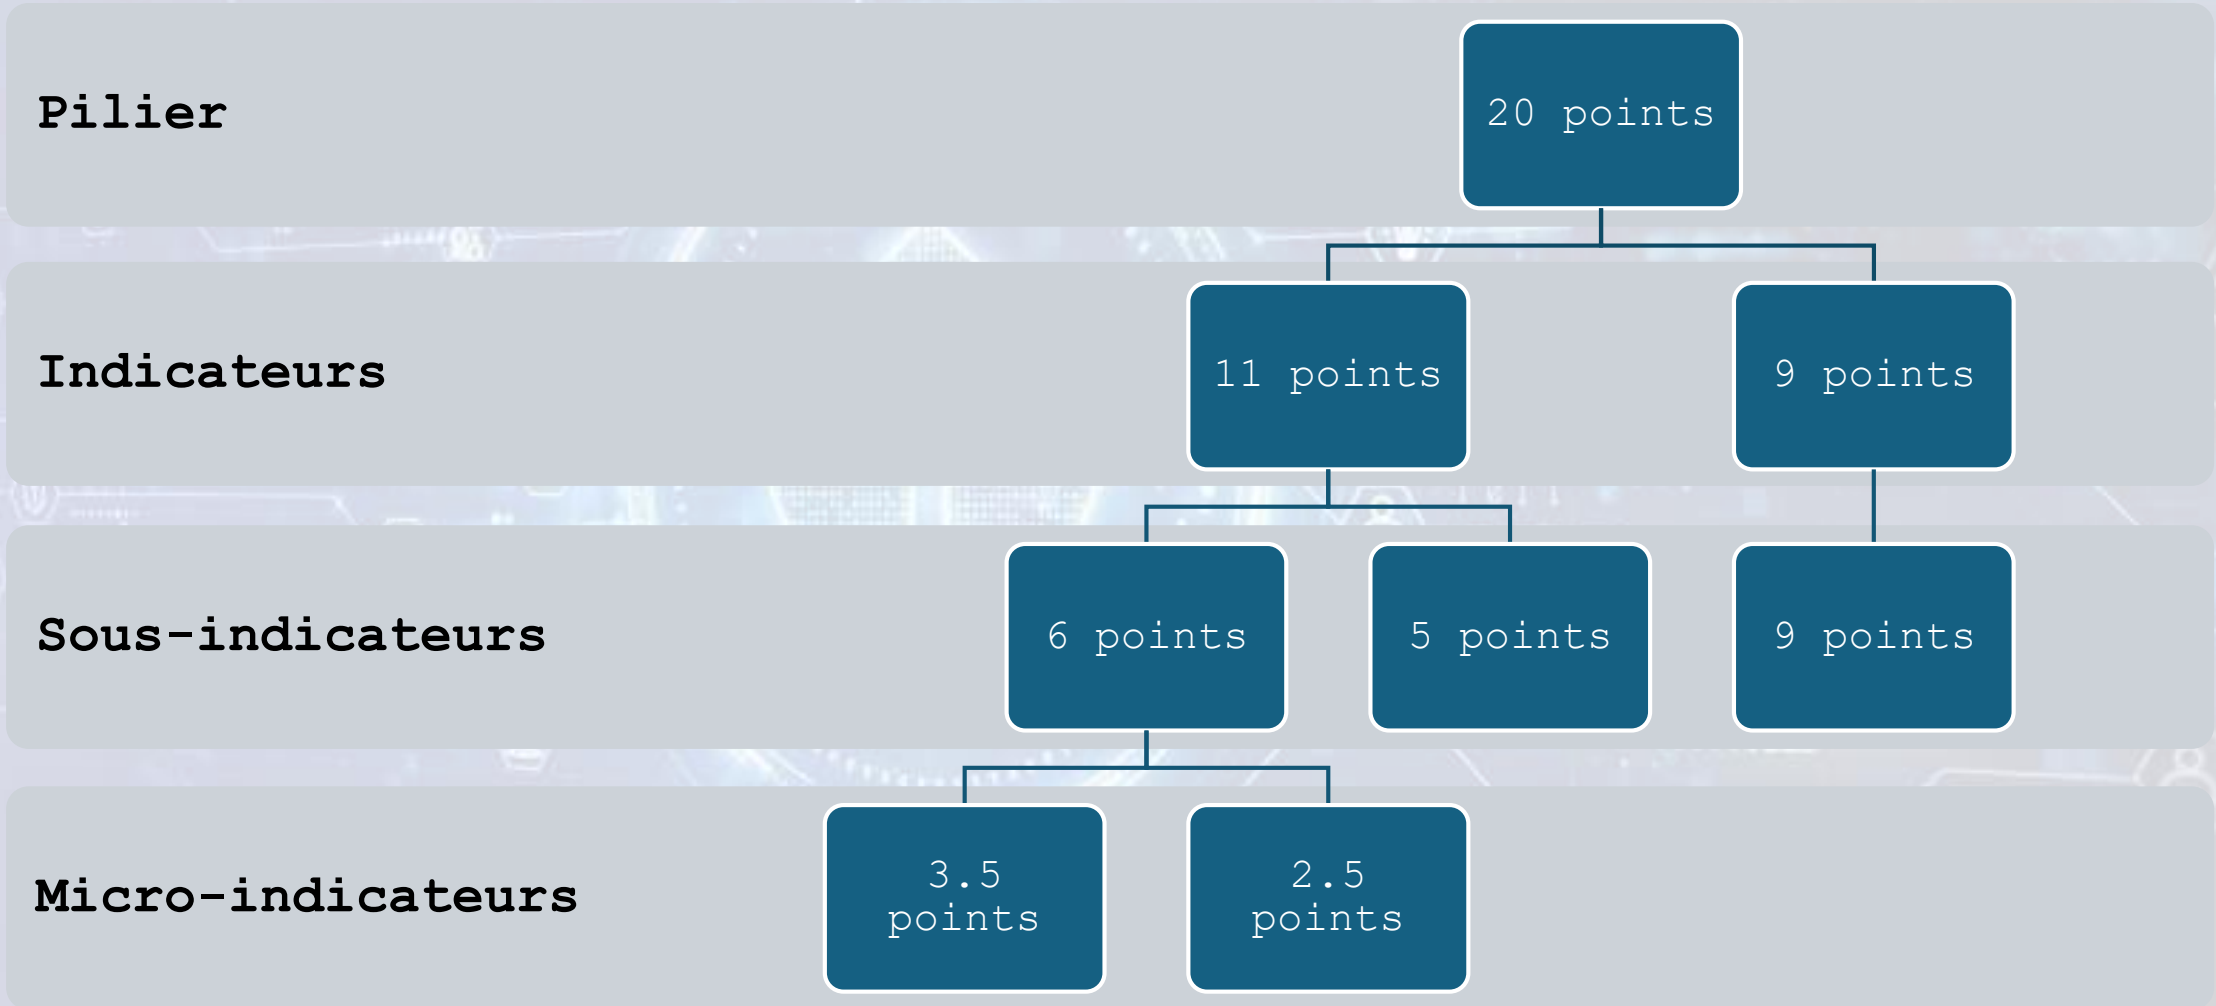 Pilier
20 points
Indicateurs
11 points
9 points
Sous-indicateurs
6 points
5 points
9 points
Micro-indicateurs
3.5
points
2.5
points